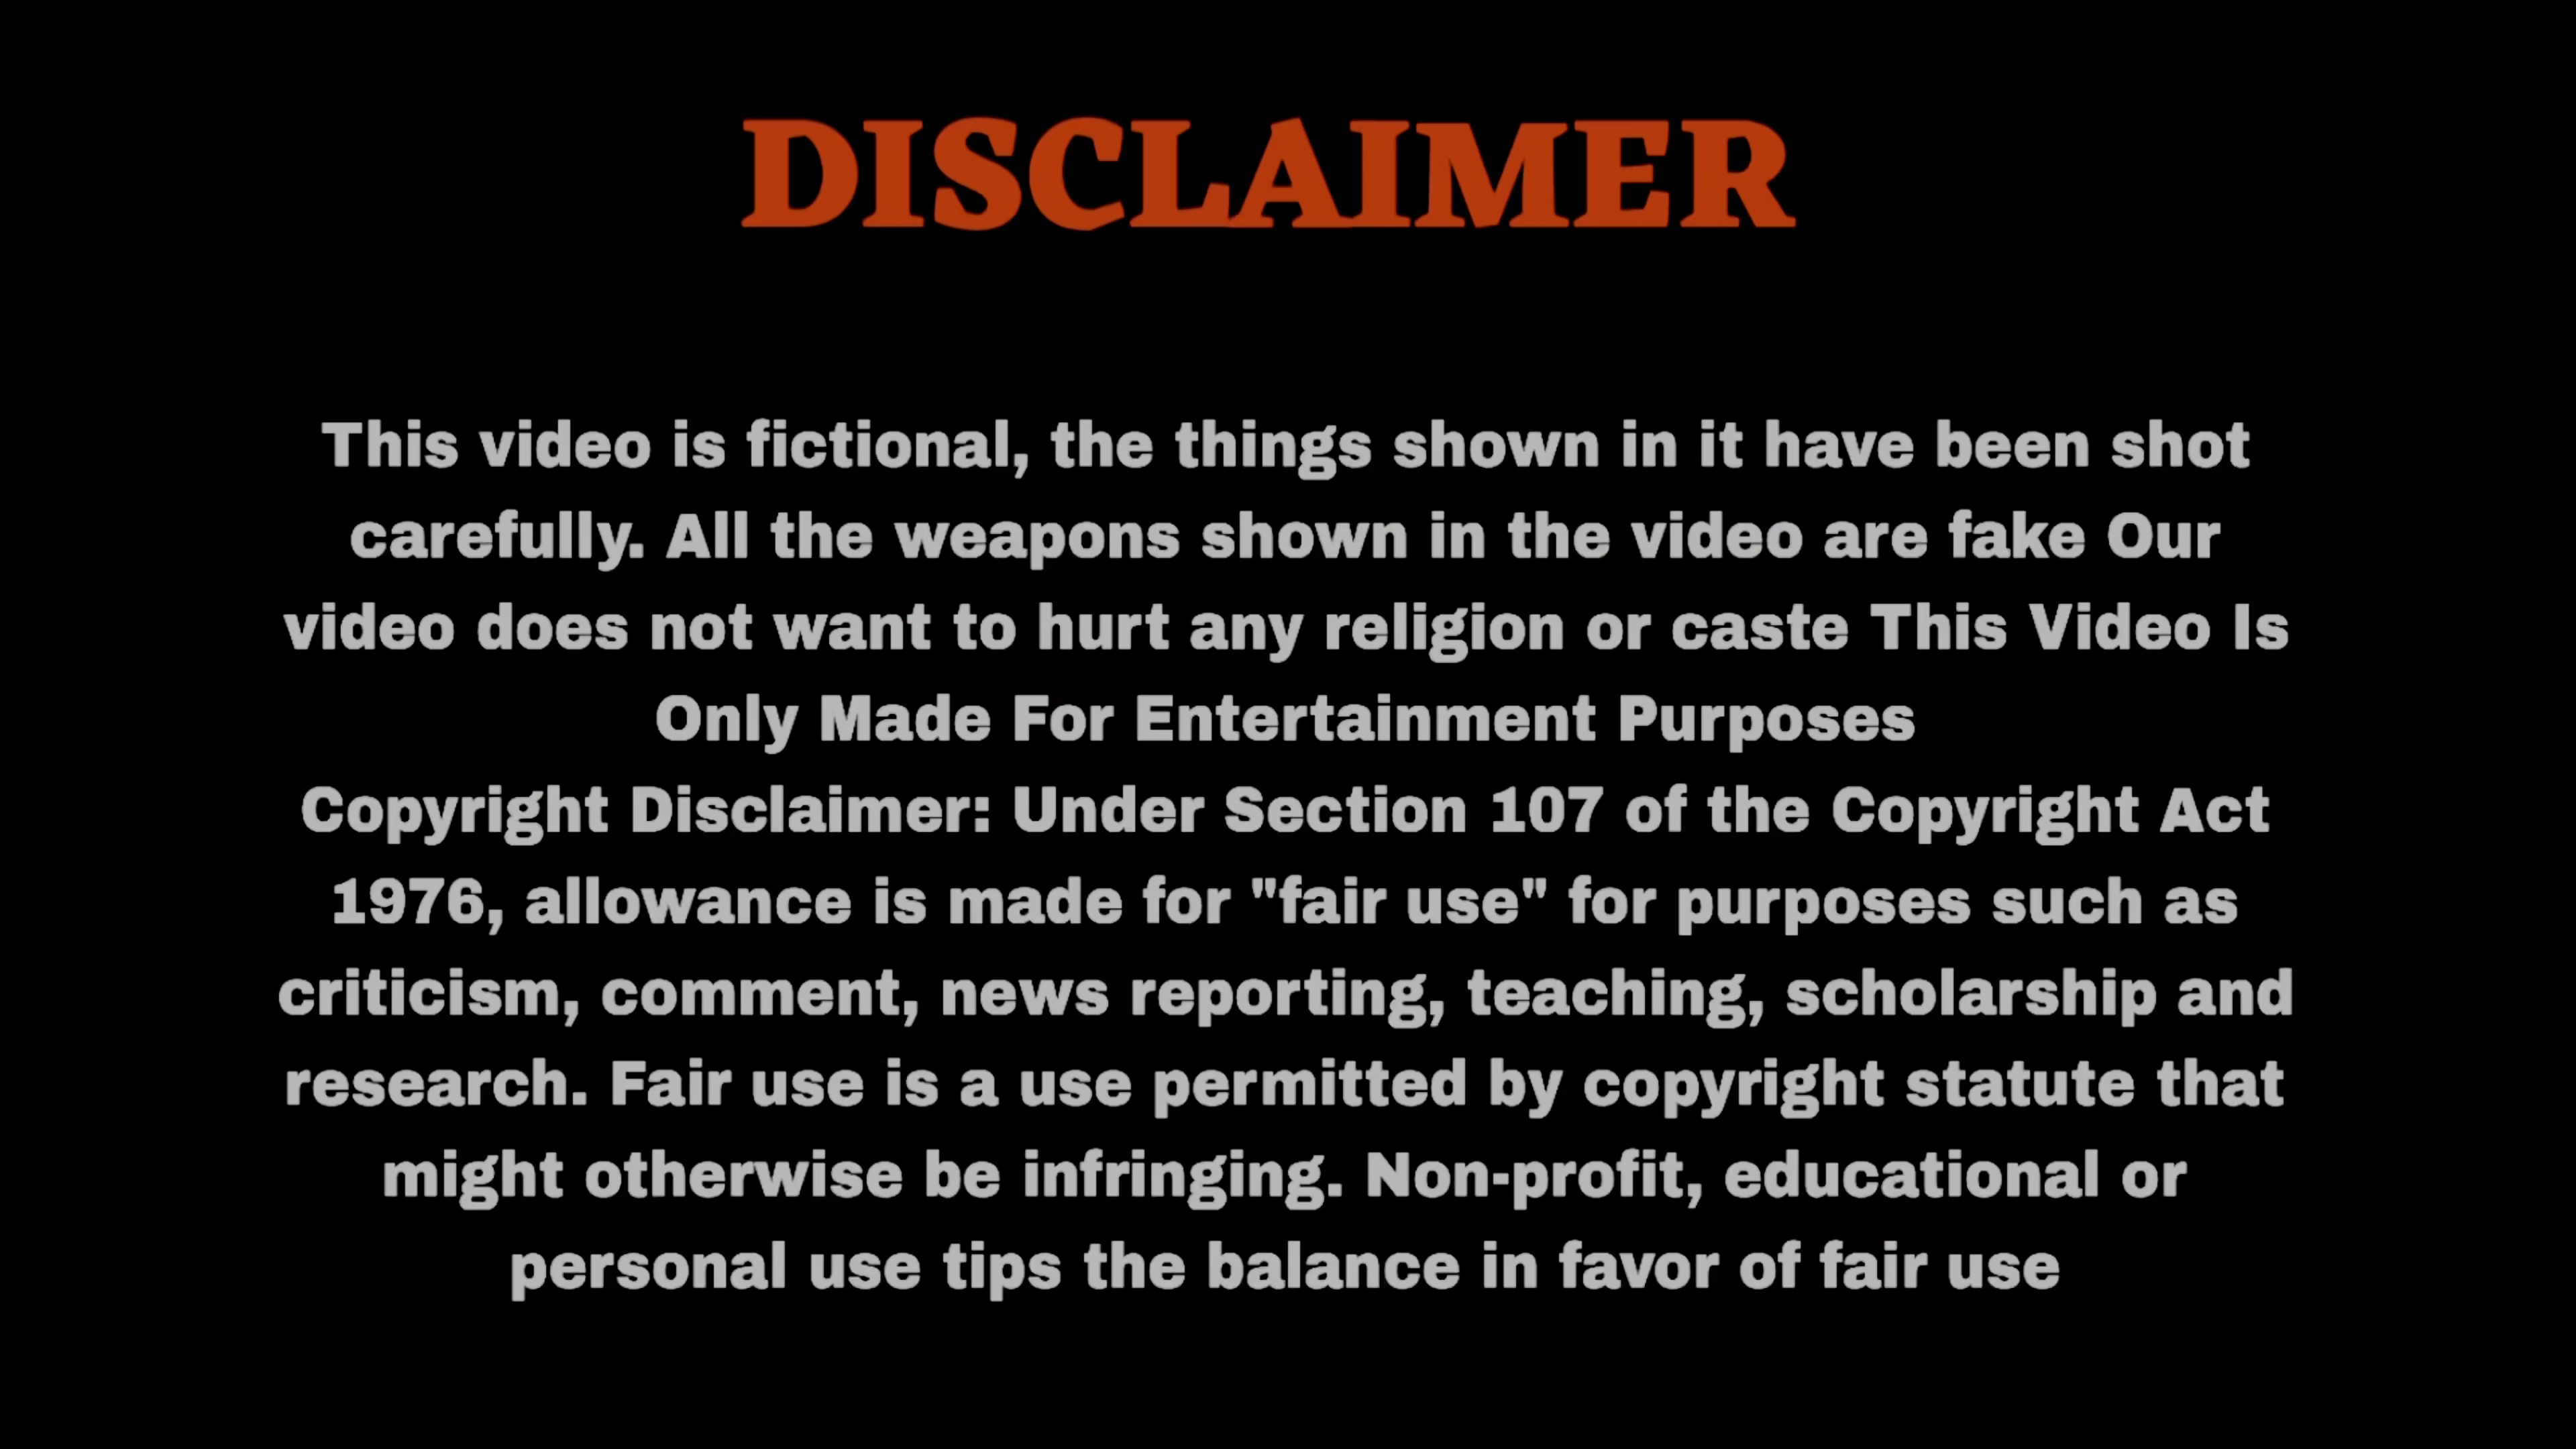 DISCLAIMER
This video is fictional, the things shown in it have been shot
carefully. All the weapons shown in the video are fake Our
video does not want to hurt any religion or caste This Video Is
Only Made For Entertainment Purposes
Copyright Disclaimer: Under Section 107 of the Copyright Act
1976, allowance is made for "fair use" for purposes such as
criticism, comment, news reporting, teaching, scholarship and
research. Fair use is a use permitted by copyright statute that
might otherwise be infringing. Non-profit, educational or
personal use tips the balance in favor of fair use